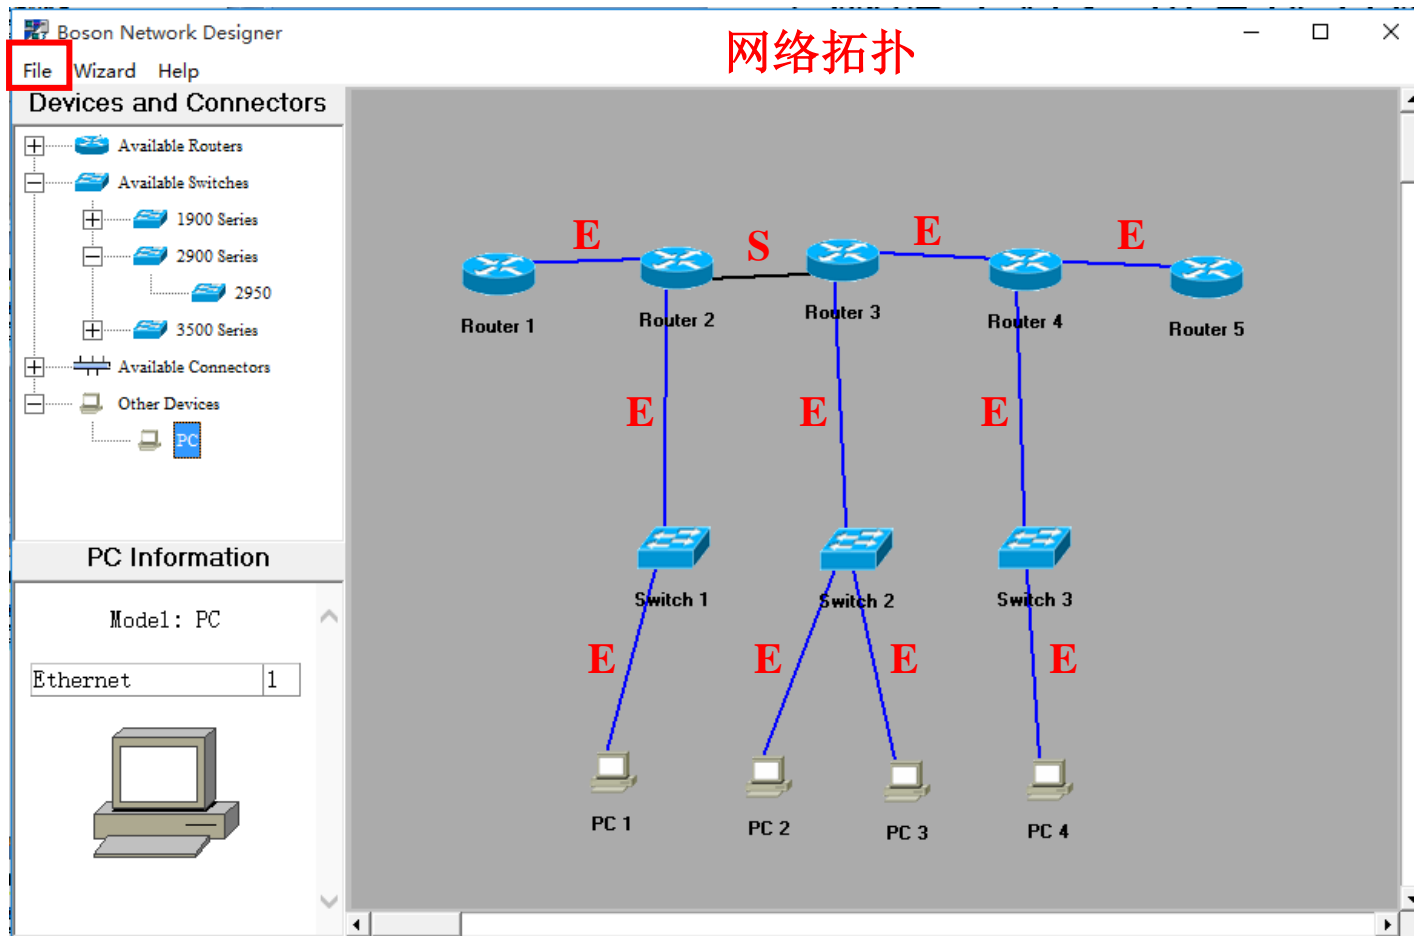 Boson Network Designer
网络拓扑
File Wizard Help
Devices and Connectors
Available Routers
Available Switches
1900 Series
2900 Series
2950
3500 Series
Available Connectors
Other Devices
PC
PC Information
Model: PC
Ethernet 1
E S E E
Router 1 Router 2 Router 3 Router 4 Router 5
E E E
Switch 1 Switch 2 Switch 3
E E E E
PC 1 PC 2 PC 3 PC 4